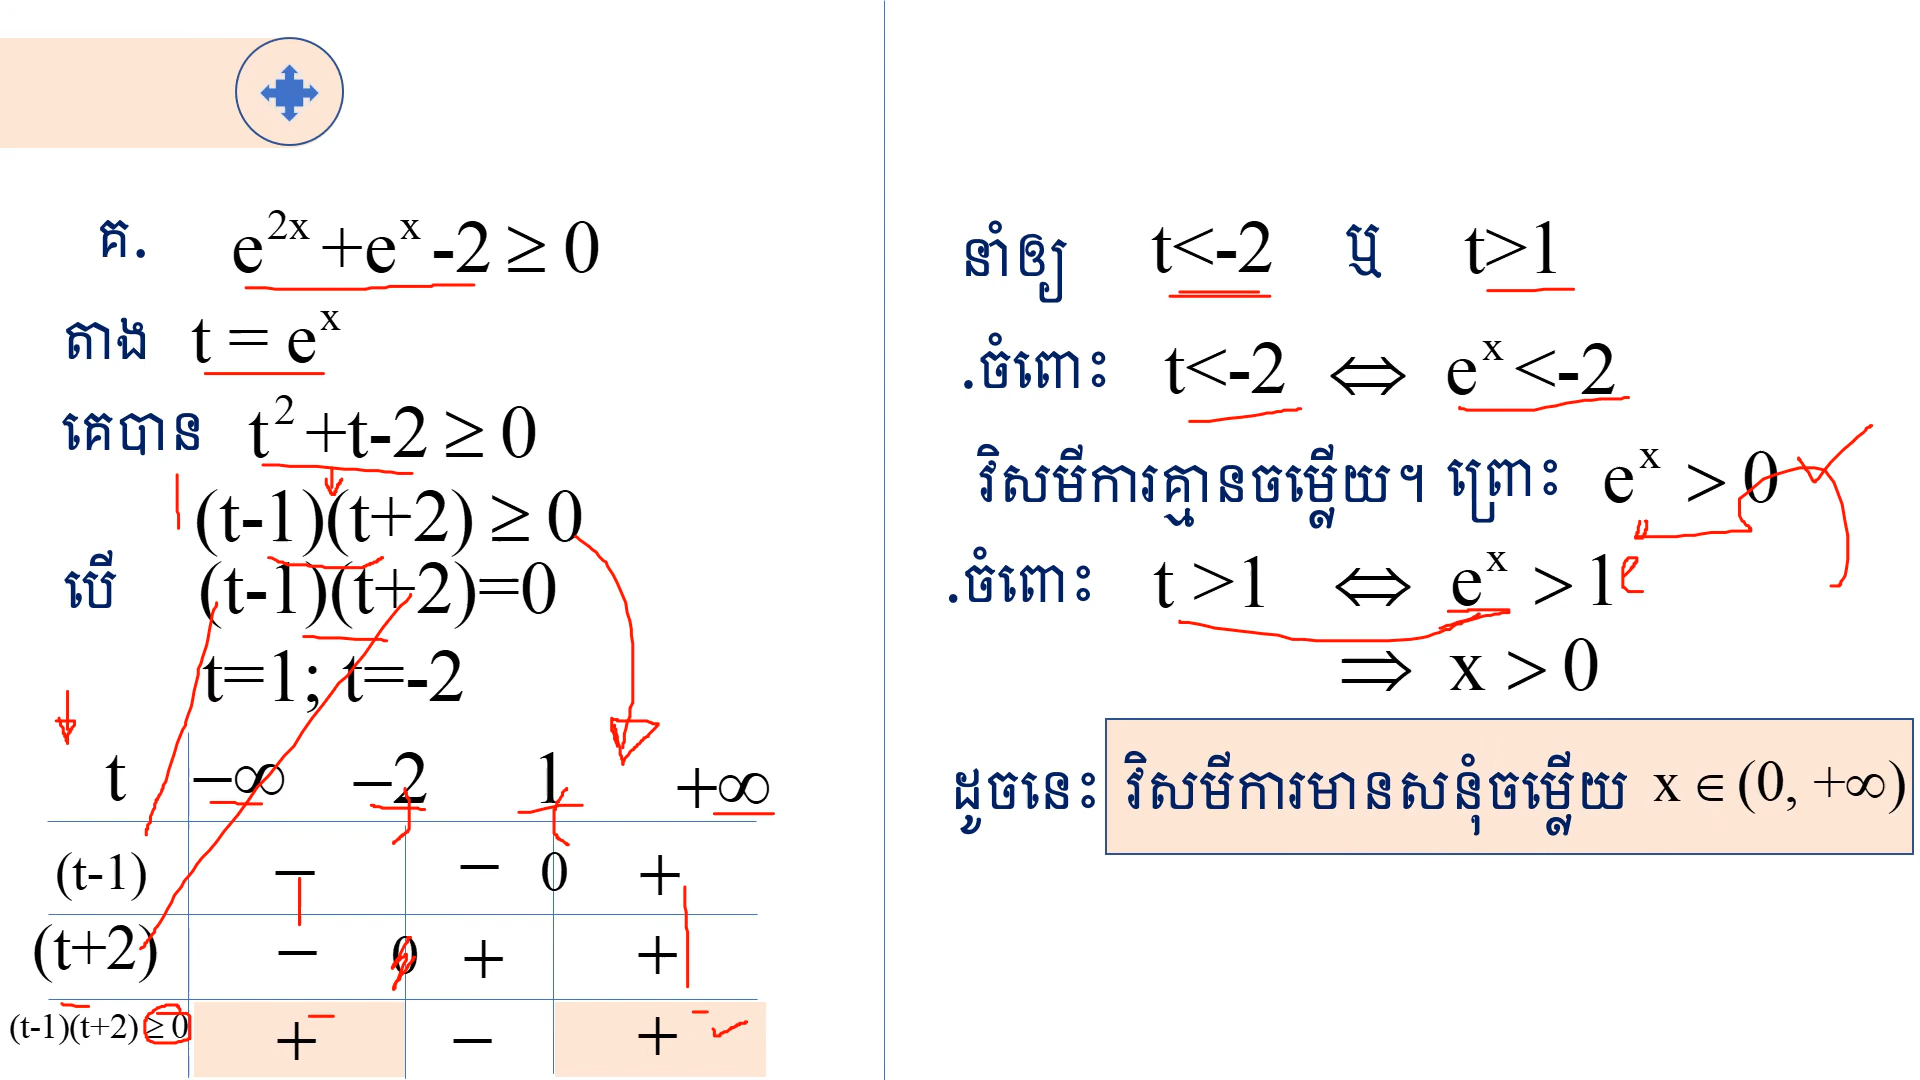 គ. e^{2x}+e^{x}-2 ≥ 0
តាង t = e^{x}
គេបាន t^{2}+t-2 ≥ 0
(t-1)(t+2) ≥ 0
បើ (t-1)(t+2)=0
t=1; t=-2
t −∞ −2 1 +∞
(t-1) − − 0 +
(t+2) − 0 + +
(t-1)(t+2) ≥ 0 + − +
នាំឲ្យ t<-2 ឬ t>1
.ចំពោះ t<-2 ⇔ e^{x}<-2
វិសមីការគ្មានចម្លើយ។ ព្រោះ e^{x} > 0
.ចំពោះ t >1 ⇔ e^{x} >1
⇒ x > 0
ដូចនេះ វិសមីការមានសនុំចម្លើយ x ∈ (0, +∞)